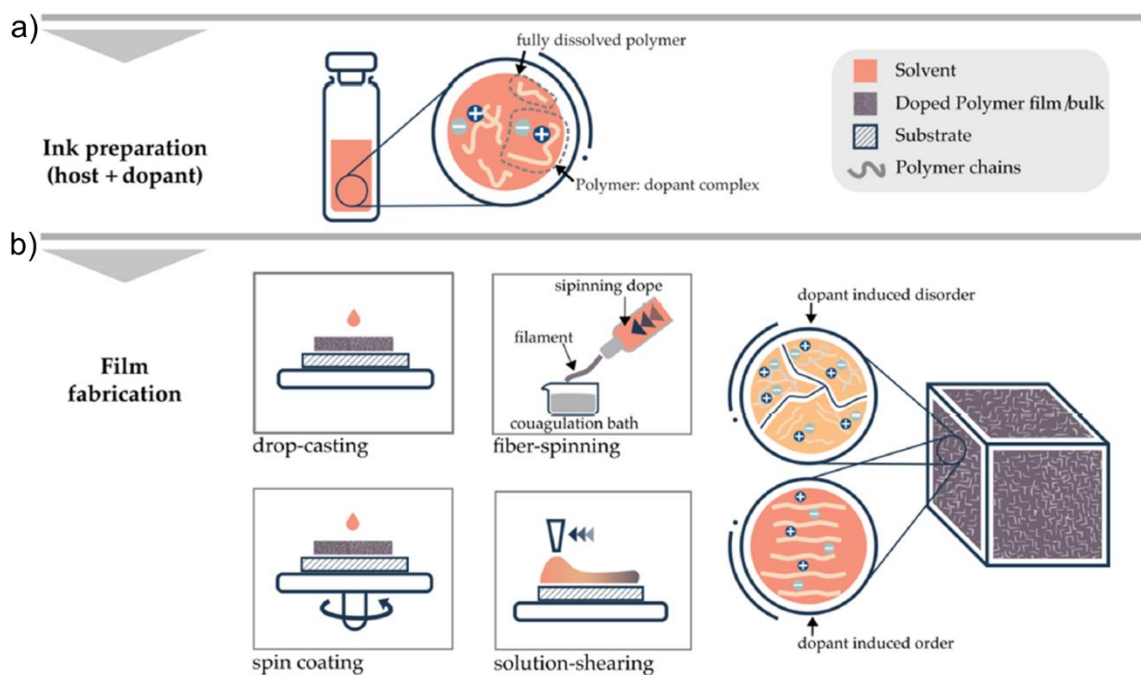 a)
Ink preparation
(host + dopant)
fully dissolved polymer
Polymer: dopant complex
Solvent
Doped Polymer film/bulk
Substrate
Polymer chains
b)
Film
fabrication
drop-casting
sipinning dope
filament
couagulation bath
fiber-spinning
spin coating
solution-shearing
dopant induced disorder
dopant induced order